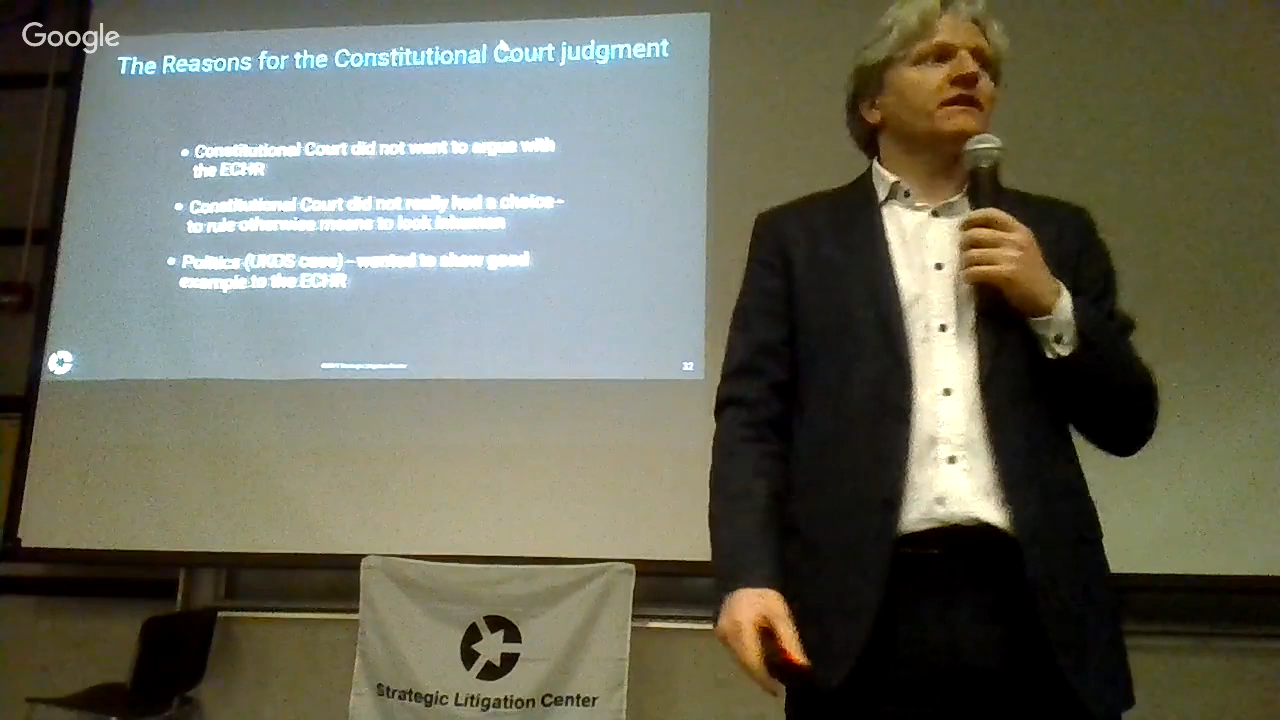 Google
The Reasons for the Constitutional Court judgment
• Constitutional Court did not want to argue with
the ECHR
• Constitutional Court did not really had a choice -
to rule otherwise means to look inhuman
• Politics (UKOS case) - wanted to show good
example to the ECHR
Strategic Litigation Center